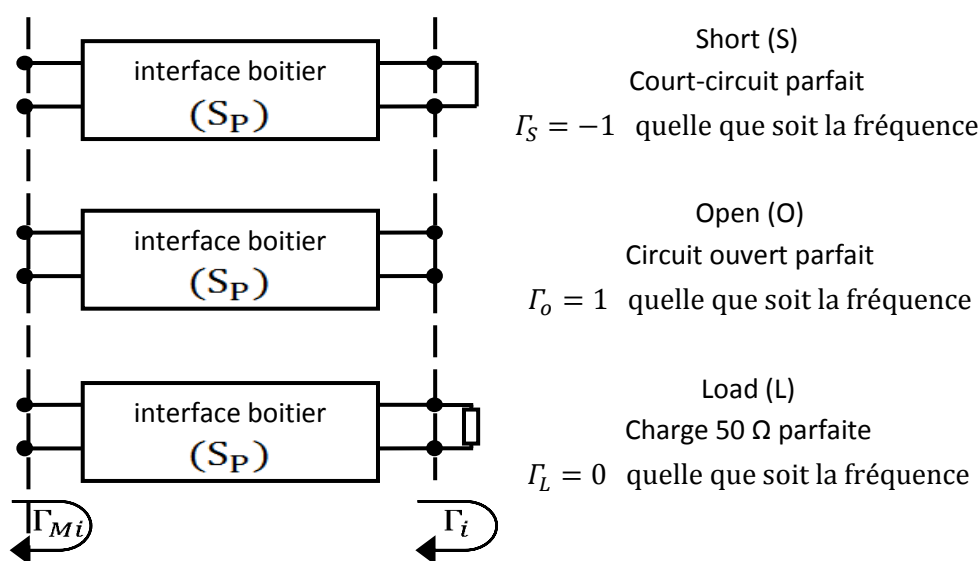 interface boitier
(S_P)
Short (S)
Court-circuit parfait
Γ_S = −1 quelle que soit la fréquence
interface boitier
(S_P)
Open (O)
Circuit ouvert parfait
Γ_o = 1 quelle que soit la fréquence
interface boitier
(S_P)
Load (L)
Charge 50 Ω parfaite
Γ_L = 0 quelle que soit la fréquence
Γ_Mi
Γ_i